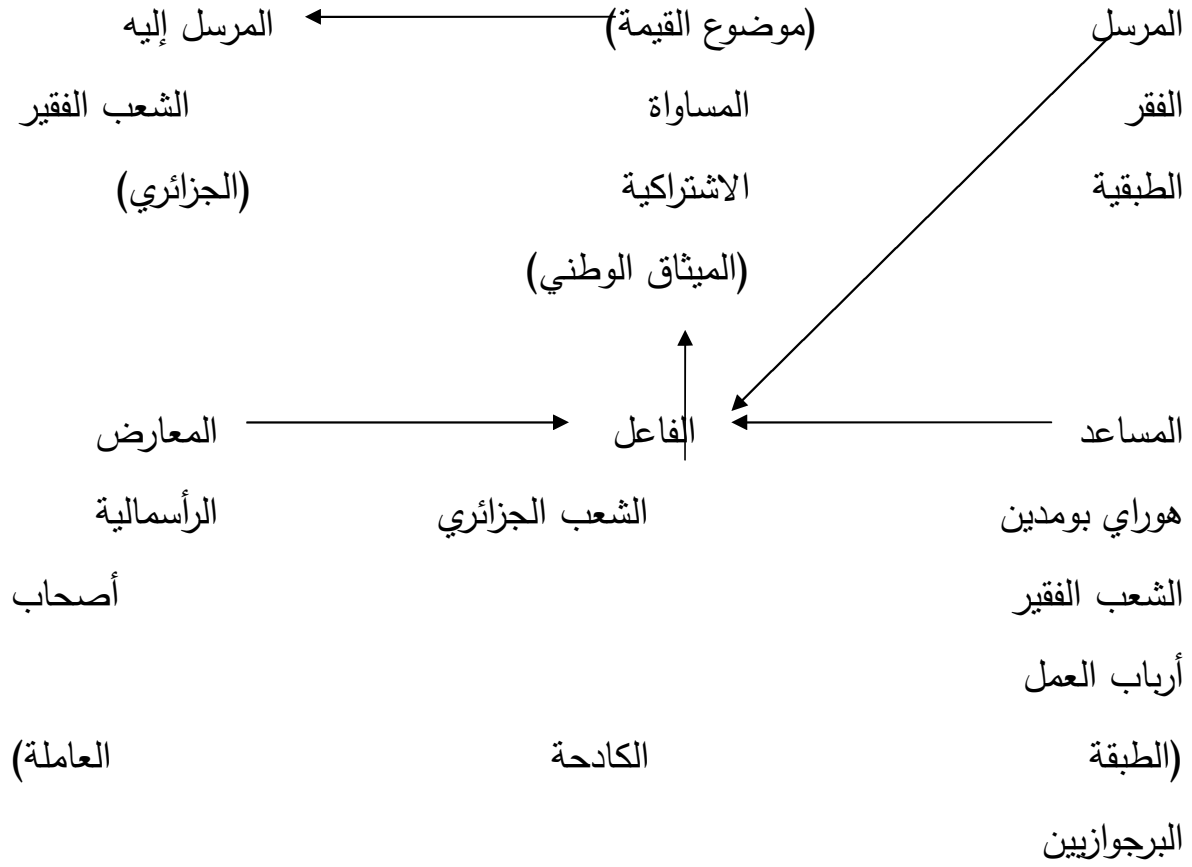 المرسل (موضوع القيمة) المرسل إليه
الفقر المساواة الشعب الفقير
الطبقية الاشتراكية (الجزائري)
(الميثاق الوطني)
المساعد الفاعل المعارض
هوراي بومدين الشعب الجزائري الرأسمالية
الشعب الفقير أصحاب
أرباب العمل
(الطبقة الكادحة العاملة)
البرجوازيين